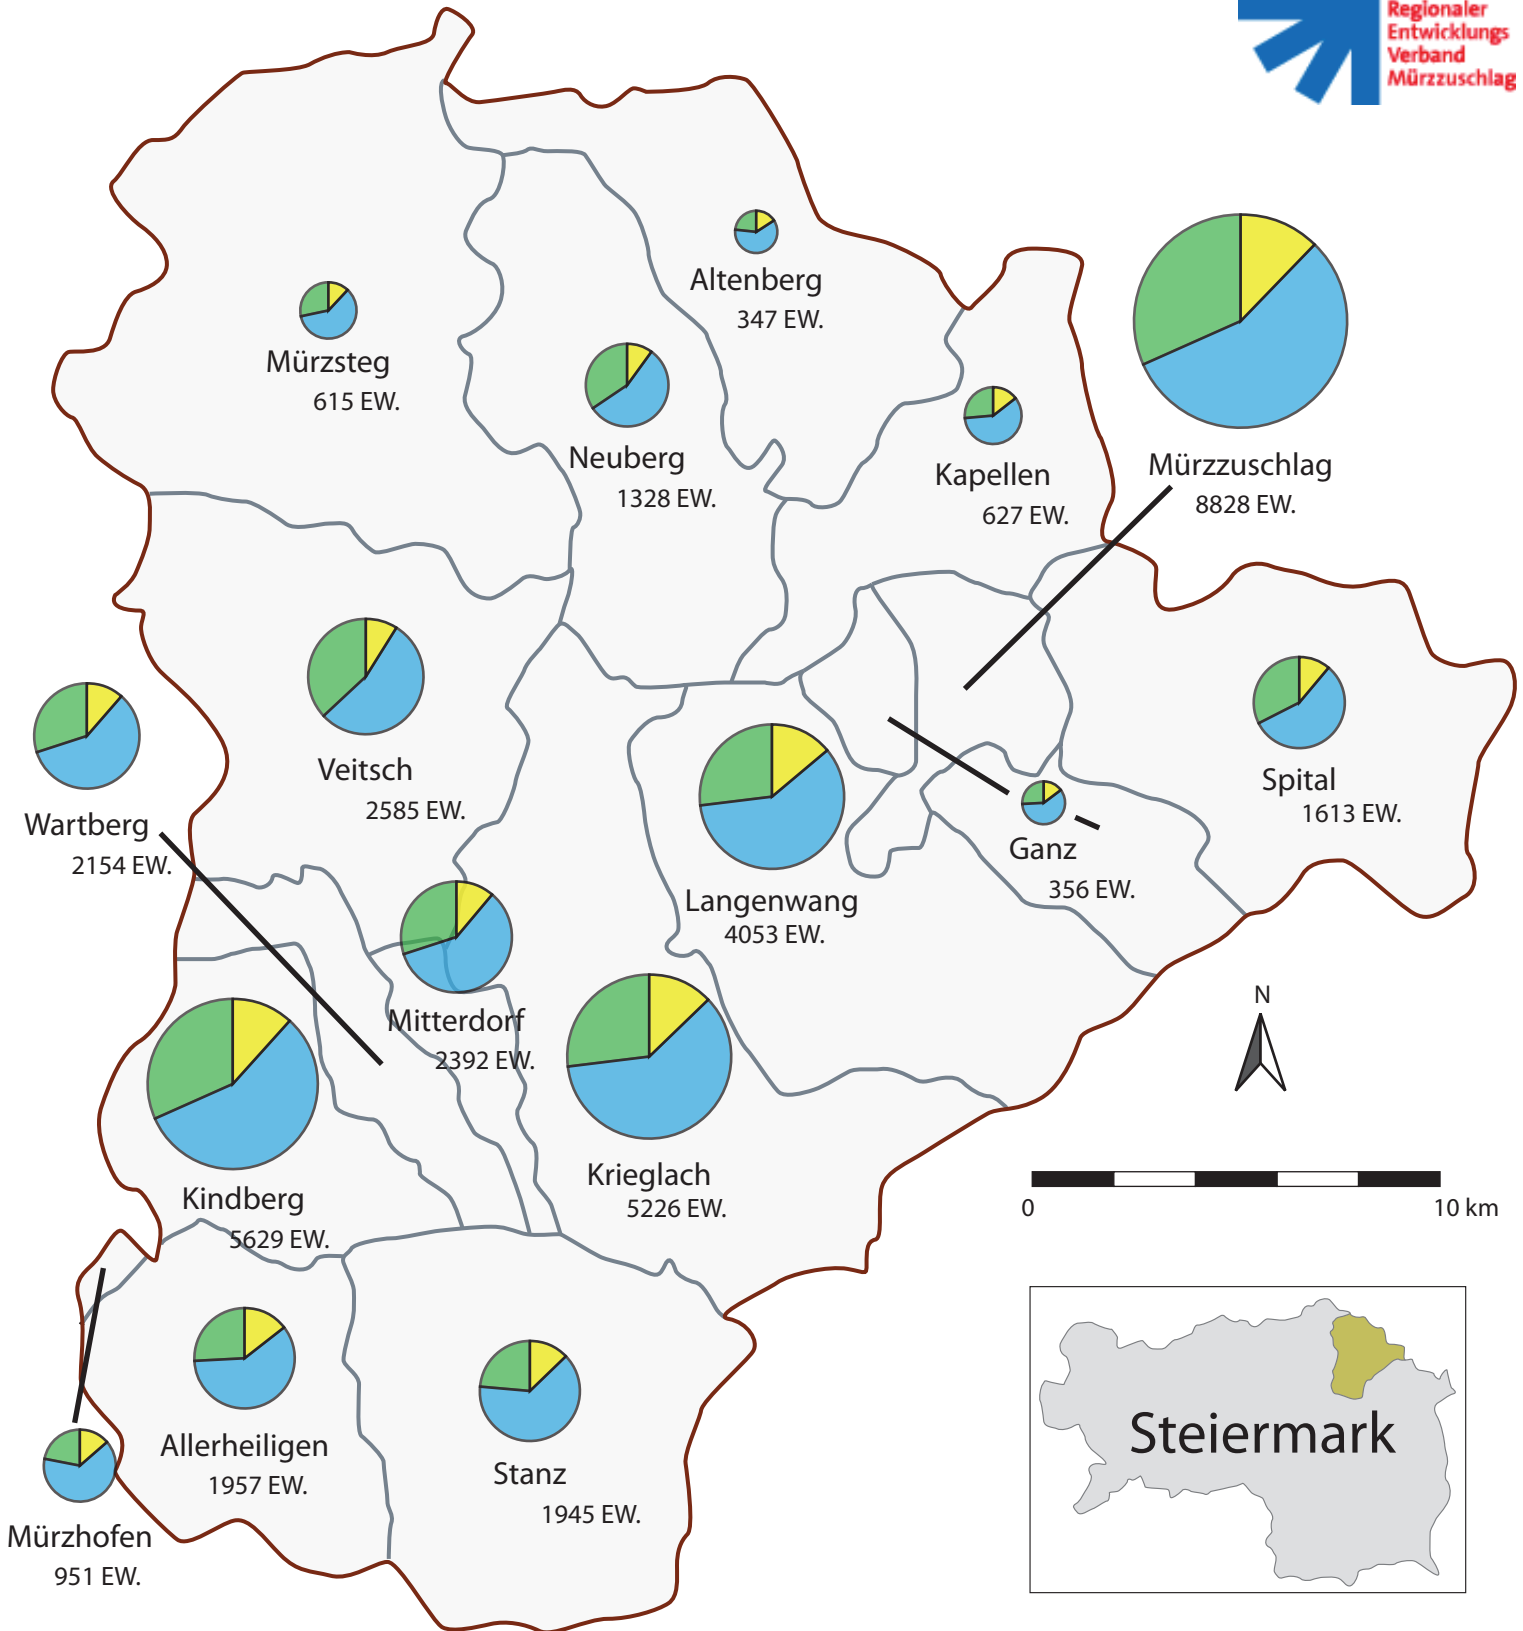 Regionaler
Entwicklungs
Verband
Mürzzuschlag
Altenberg
347 EW.
Mürzsteg
615 EW.
Neuberg
1328 EW.
Kapellen
627 EW.
Mürzzuschlag
8828 EW.
Veitsch
2585 EW.
Spital
1613 EW.
Wartberg
2154 EW.
Ganz
356 EW.
Langenwang
4053 EW.
Mitterdorf
2392 EW.
N
Krieglach
5226 EW.
Kindberg
5629 EW.
0 10 km
Allerheiligen
1957 EW.
Stanz
1945 EW.
Steiermark
Mürzhofen
951 EW.